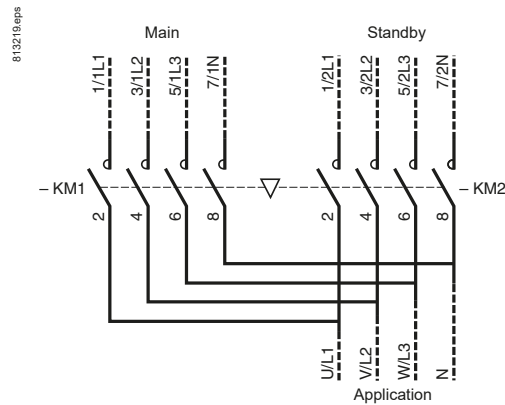 813219.eps
Main
Standby
1/1L1
3/1L2
5/1L3
7/1N
1/2L1
3/2L2
5/2L3
7/2N
– KM1
– KM2
2
4
6
8
2
4
6
8
U/L1
V/L2
W/L3
N
Application